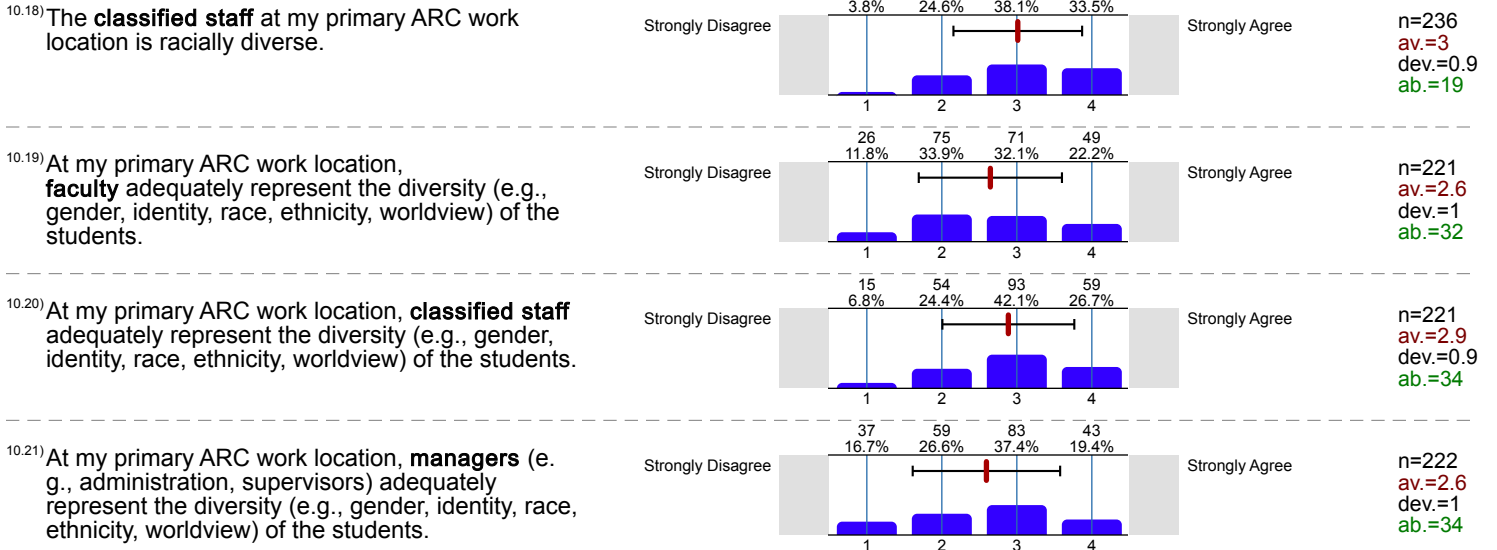 3.8% 24.6% 38.1% 33.5%
10.18) The classified staff at my primary ARC work
location is racially diverse.
Strongly Disagree
Strongly Agree
1 2 3 4
n=236
av.=3
dev.=0.9
ab.=19
26 75 71 49
11.8% 33.9% 32.1% 22.2%
10.19) At my primary ARC work location,
faculty adequately represent the diversity (e.g.,
gender, identity, race, ethnicity, worldview) of the
students.
Strongly Disagree
Strongly Agree
1 2 3 4
n=221
av.=2.6
dev.=1
ab.=32
15 54 93 59
6.8% 24.4% 42.1% 26.7%
10.20) At my primary ARC work location, classified staff
adequately represent the diversity (e.g., gender,
identity, race, ethnicity, worldview) of the students.
Strongly Disagree
Strongly Agree
1 2 3 4
n=221
av.=2.9
dev.=0.9
ab.=34
37 59 83 43
16.7% 26.6% 37.4% 19.4%
10.21) At my primary ARC work location, managers (e.
g., administration, supervisors) adequately
represent the diversity (e.g., gender, identity, race,
ethnicity, worldview) of the students.
Strongly Disagree
Strongly Agree
1 2 3 4
n=222
av.=2.6
dev.=1
ab.=34